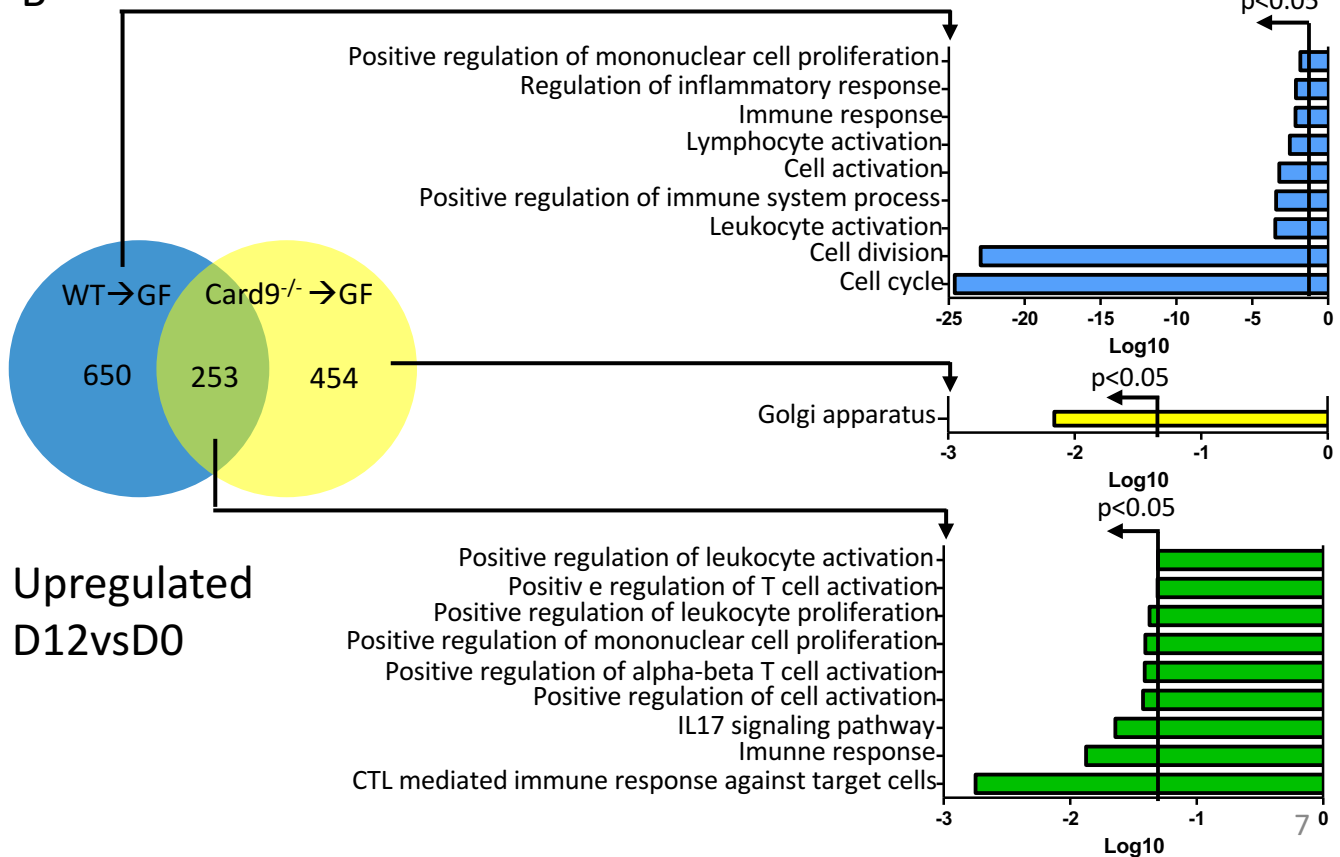 B
p<0.05
Positive regulation of mononuclear cell proliferation
Regulation of inflammatory response
Immune response
Lymphocyte activation
Cell activation
Positive regulation of immune system process
Leukocyte activation
Cell division
Cell cycle
-25 -20 -15 -10 -5 0
Log10
WT→GF Card9-/- →GF
650 253 454
p<0.05
Golgi apparatus
-3 -2 -1 0
Log10
p<0.05
Positive regulation of leukocyte activation
Positiv e regulation of T cell activation
Positive regulation of leukocyte proliferation
Positive regulation of mononuclear cell proliferation
Positive regulation of alpha-beta T cell activation
Positive regulation of cell activation
IL17 signaling pathway
Imunne response
CTL mediated immune response against target cells
-3 -2 -1 0
Log10
Upregulated
D12vsD0
7